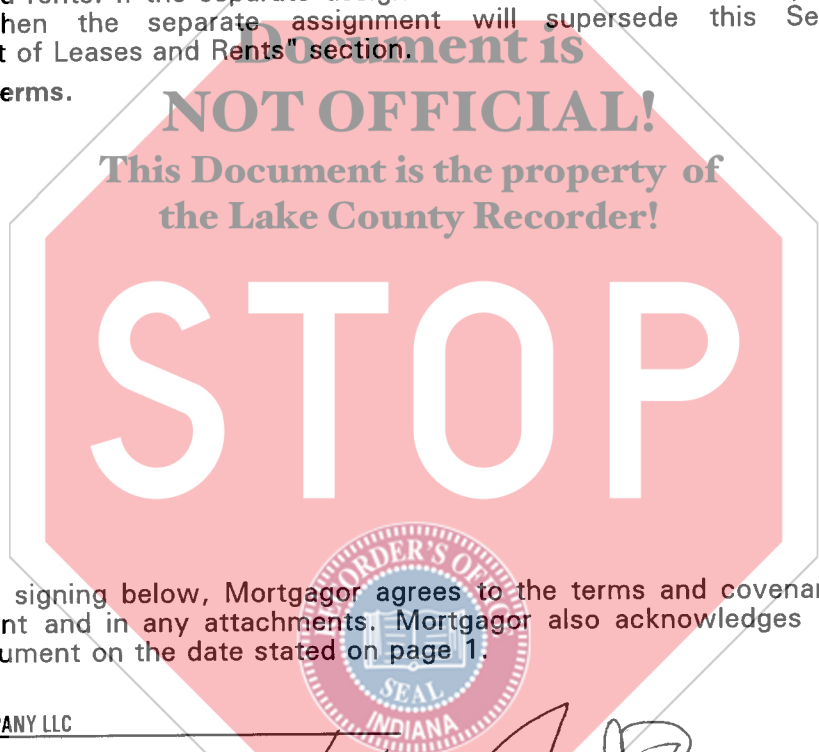 hen the separate assignment will supersede this Se
t of Leases and Rents" section.
Document is
erms.
NOT OFFICIAL!
This Document is the property of
the Lake County Recorder!
STOP
RECORDER'S OFFICE
signing below, Mortgagor agrees to the terms and covenan
nt and in any attachments. Mortgagor also acknowledges
ument on the date stated on page 1.
SEAL
INDIANA
PANY LLC